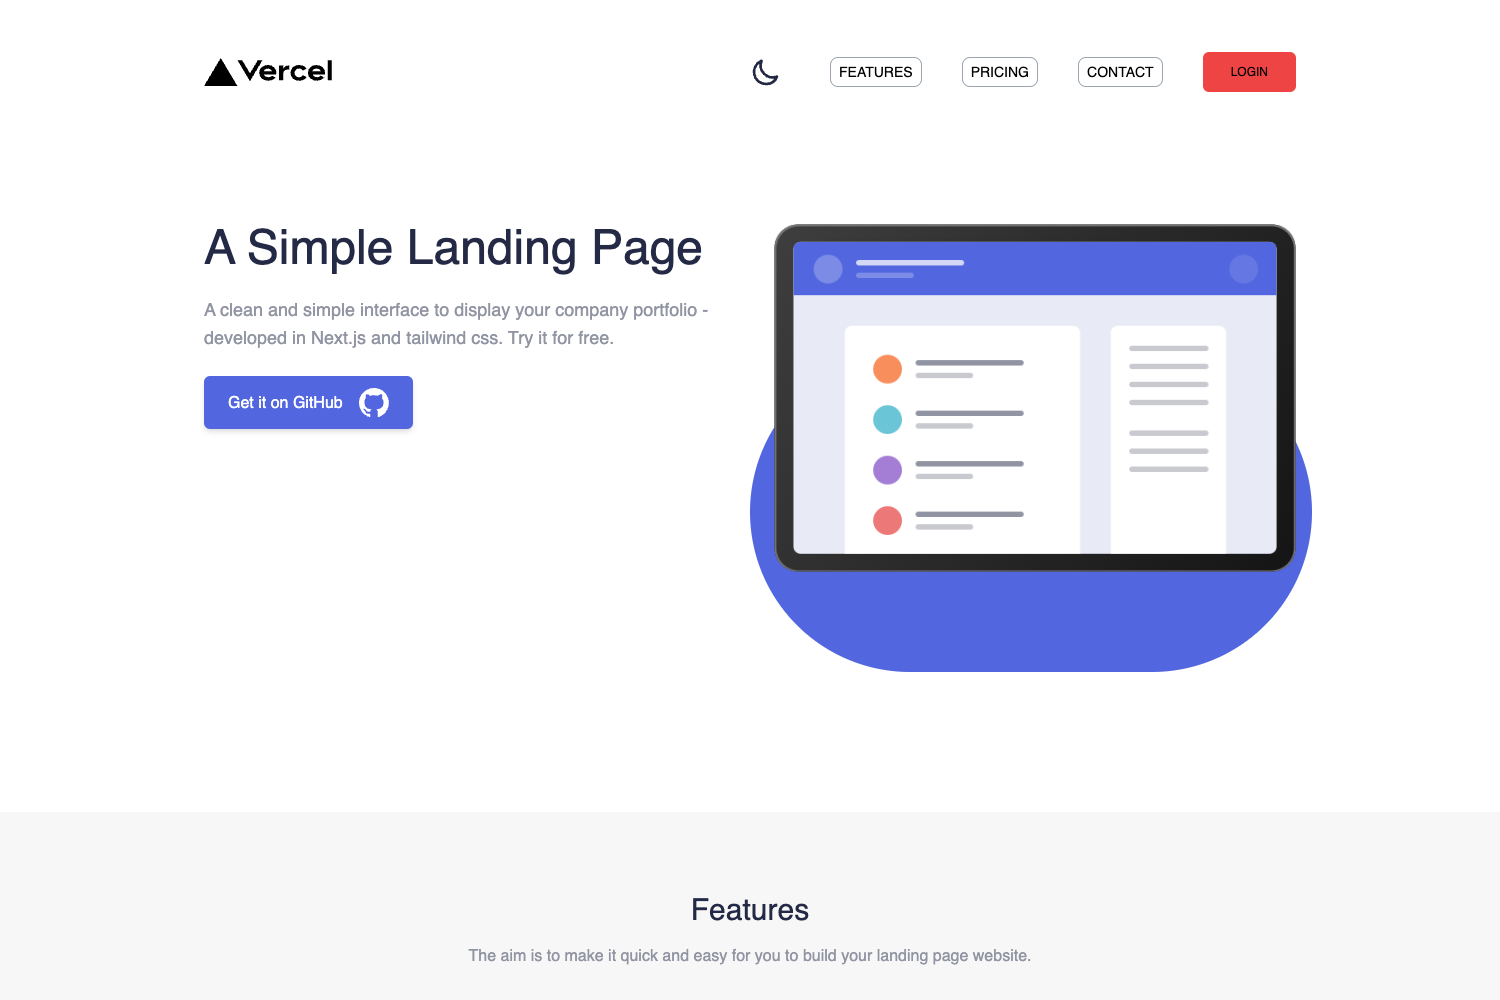 Vercel
FEATURES
PRICING
CONTACT
LOGIN
A Simple Landing Page
A clean and simple interface to display your company portfolio -
developed in Next.js and tailwind css. Try it for free.
Get it on GitHub
Features
The aim is to make it quick and easy for you to build your landing page website.